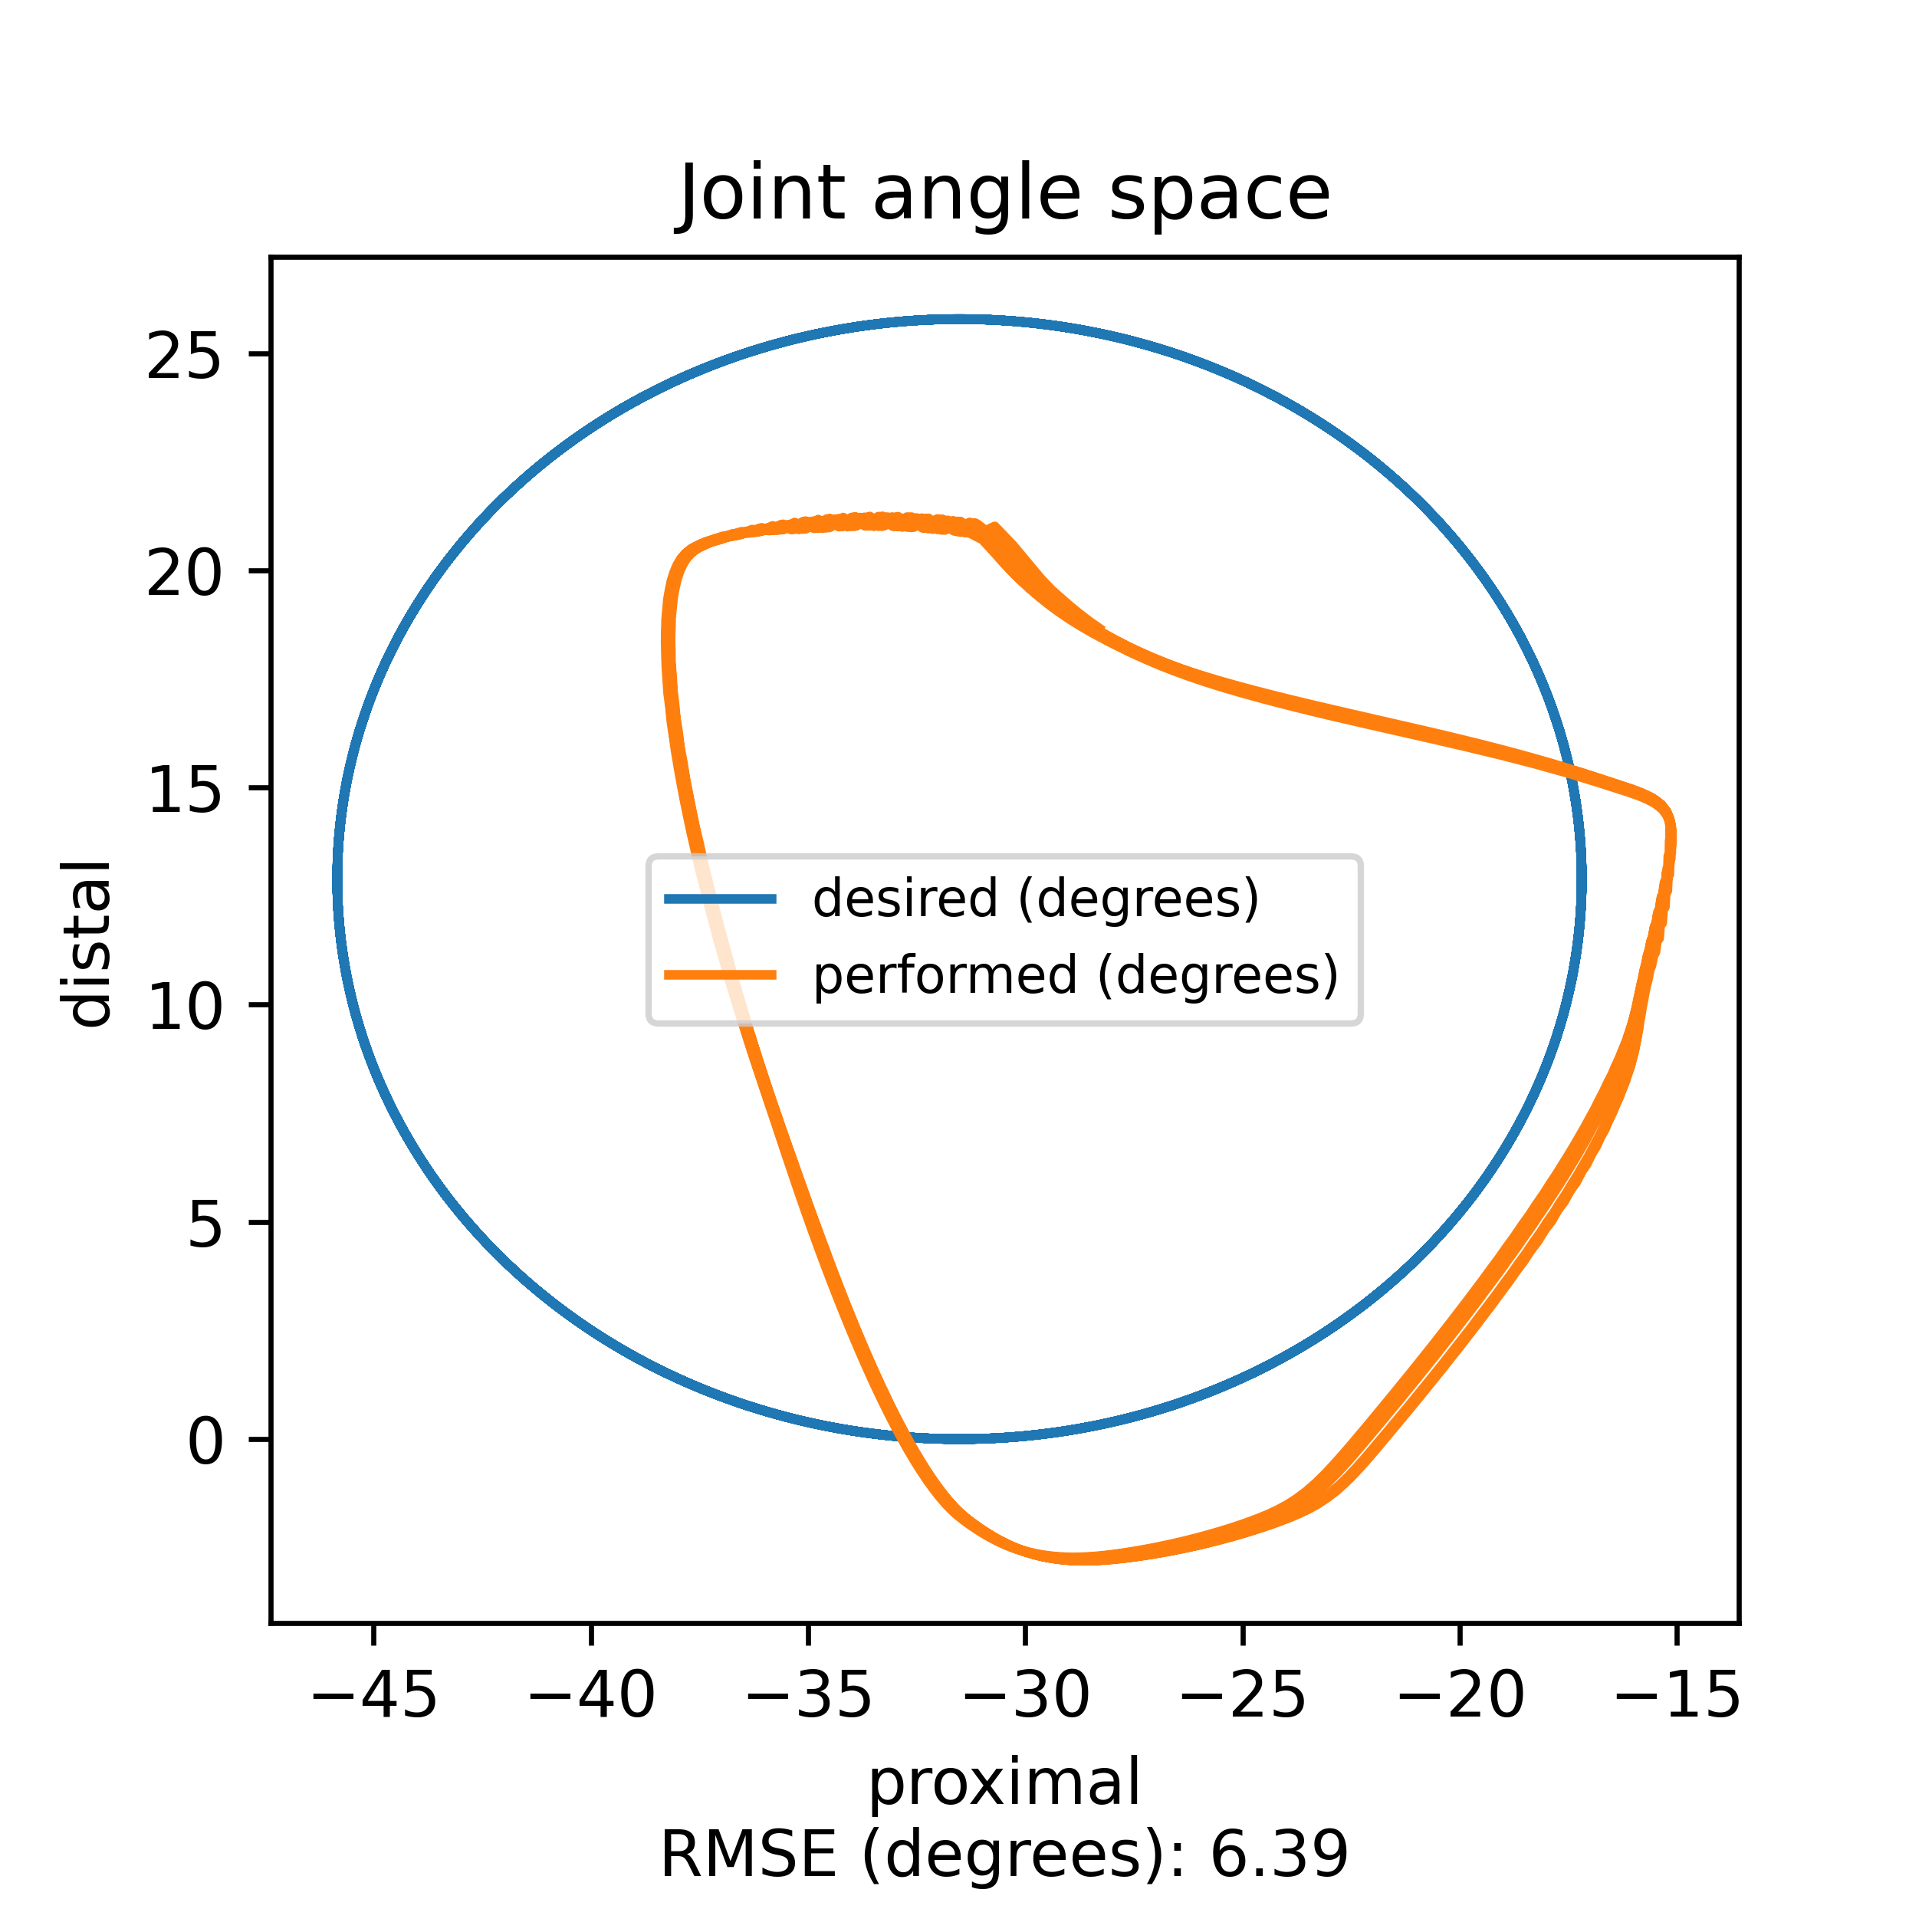 Joint angle space
25
20
15
10
5
0
distal
desired (degrees)
performed (degrees)
−45 −40 −35 −30 −25 −20 −15
proximal
RMSE (degrees): 6.39